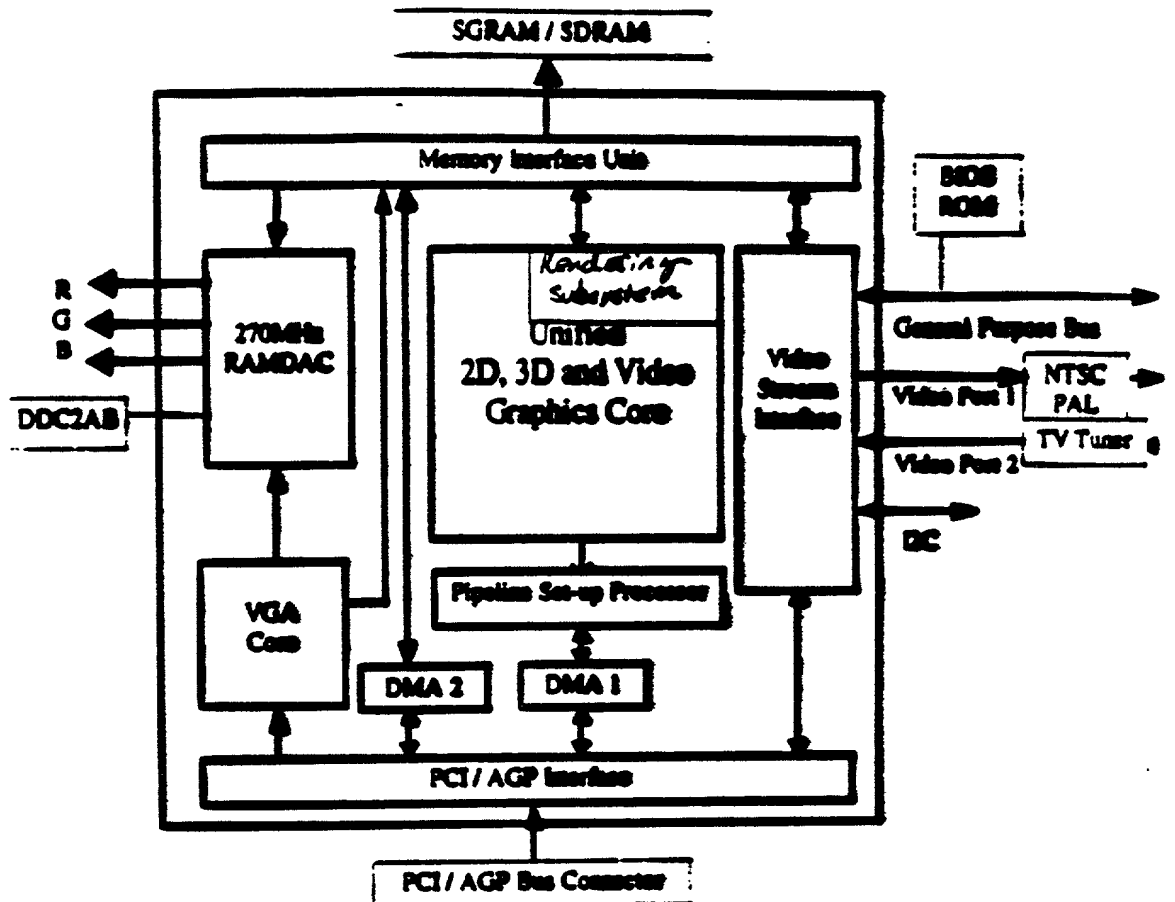 SGRAM / SDRAM
Memory Interface Unit
BIOS
ROM
Rendering
Subsystem
R
G
B
270MHz
RAMDAC
Unified
2D, 3D and Video
Graphics Core
Video
Streams
Interface
General Purpose Bus
Video Port 1
NTSC
PAL
DDC2AB
Video Port 2
TV Tuner
I2C
VGA
Core
Pipeline Set-up Processor
DMA 2
DMA 1
PCI / AGP Interface
PCI / AGP Bus Connector